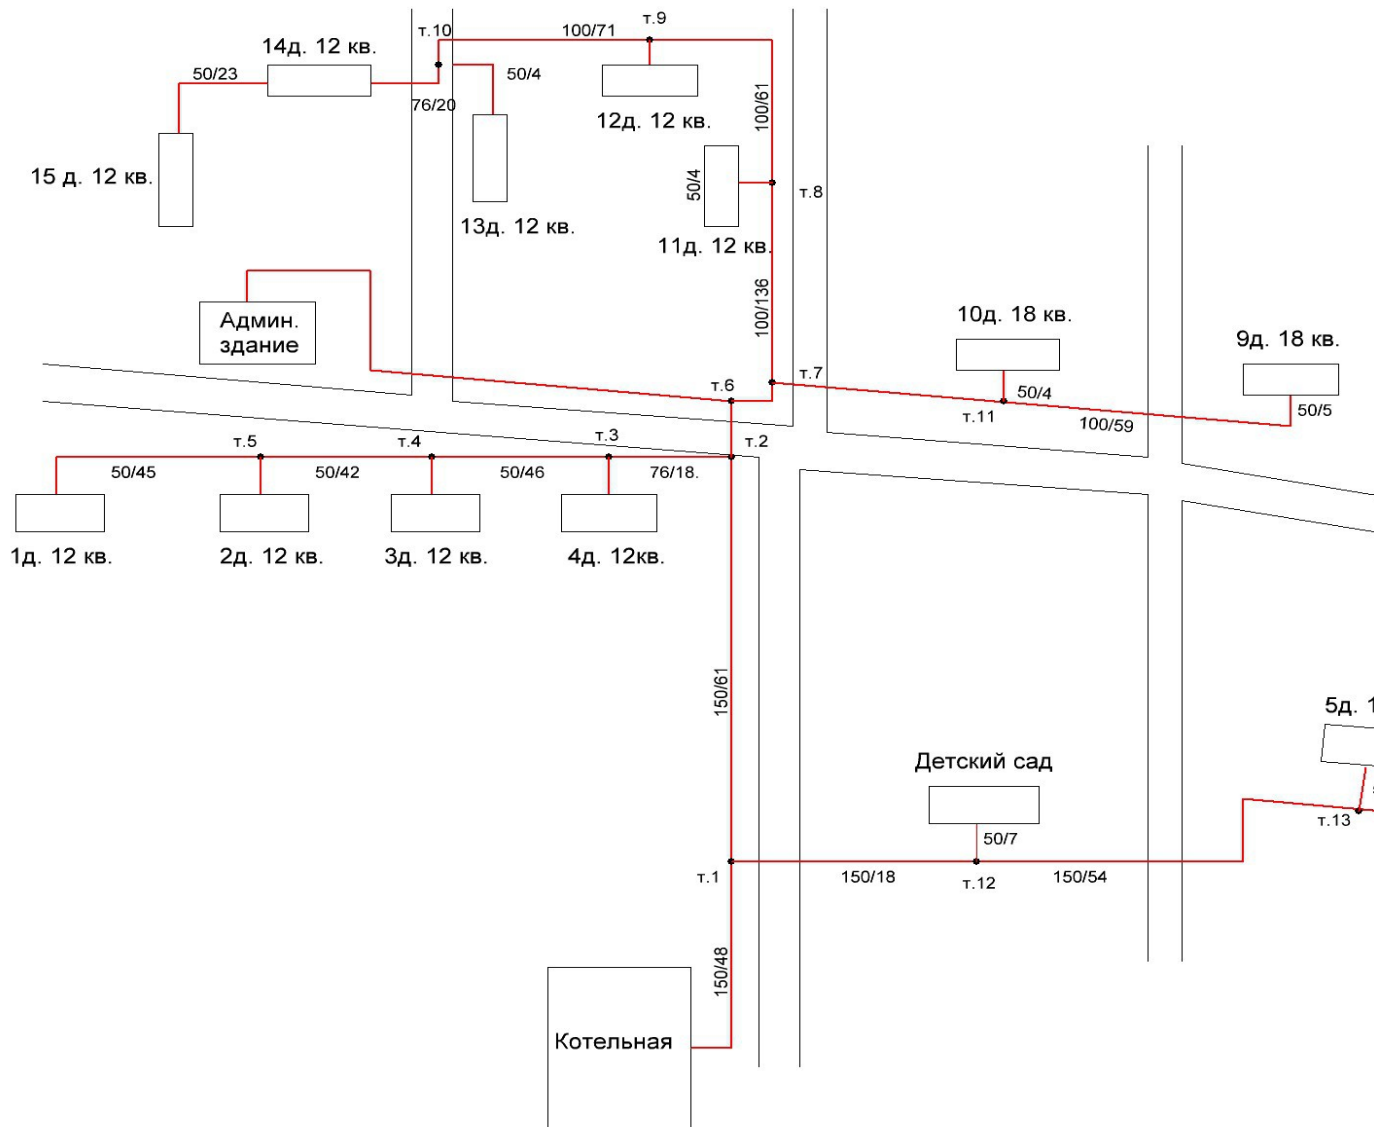 т.9
т.10
100/71
14д. 12 кв.
50/23
50/4
76/20
100/61
12д. 12 кв.
15 д. 12 кв.
50/4
т.8
13д. 12 кв.
11д. 12 кв.
100/136
Админ.
здание
10д. 18 кв.
9д. 18 кв.
т.7
т.6
50/4
50/5
т.11
100/59
т.5
т.4
т.3
т.2
50/45
50/42
50/46
76/18.
1д. 12 кв.
2д. 12 кв.
3д. 12 кв.
4д. 12кв.
150/61
5д. 1
Детский сад
т.13
50/7
т.1
150/18
т.12
150/54
150/48
Котельная